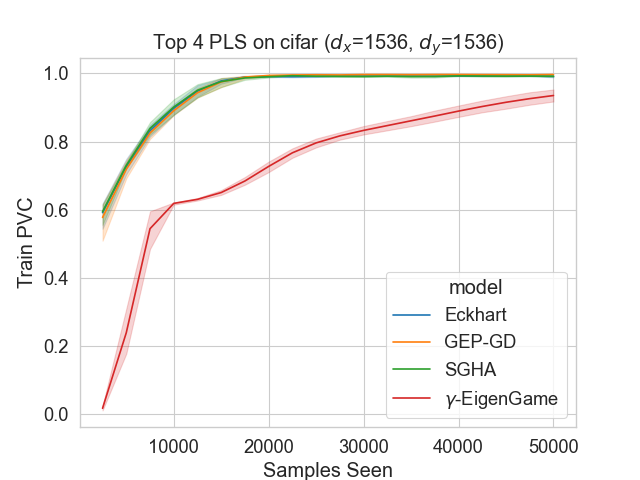 Top 4 PLS on cifar (dₓ=1536, d_y=1536)
Train PVC
1.0
0.8
0.6
0.4
0.2
0.0
model
Eckhart
GEP-GD
SGHA
γ-EigenGame
10000 20000 30000 40000 50000
Samples Seen